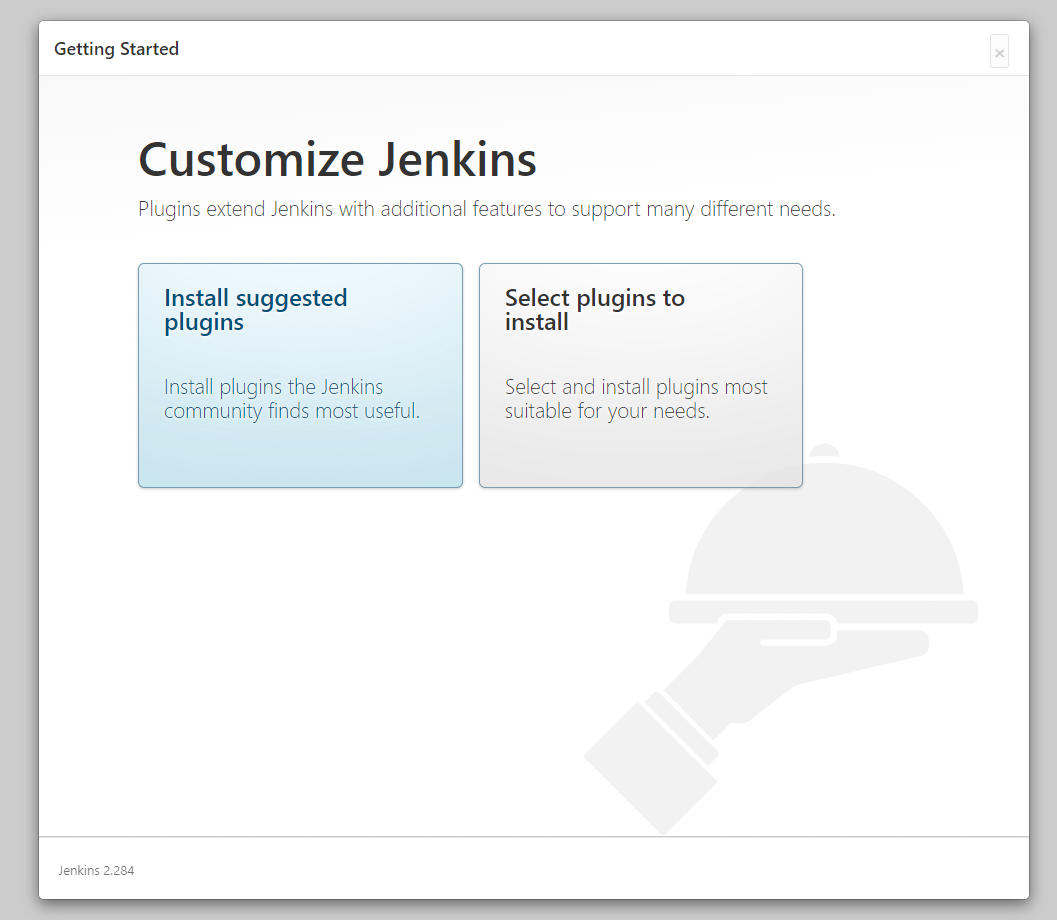 Getting Started
×
Customize Jenkins
Plugins extend Jenkins with additional features to support many different needs.
Install suggested
plugins
Install plugins the Jenkins
community finds most useful.
Select plugins to
install
Select and install plugins most
suitable for your needs.
Jenkins 2.284